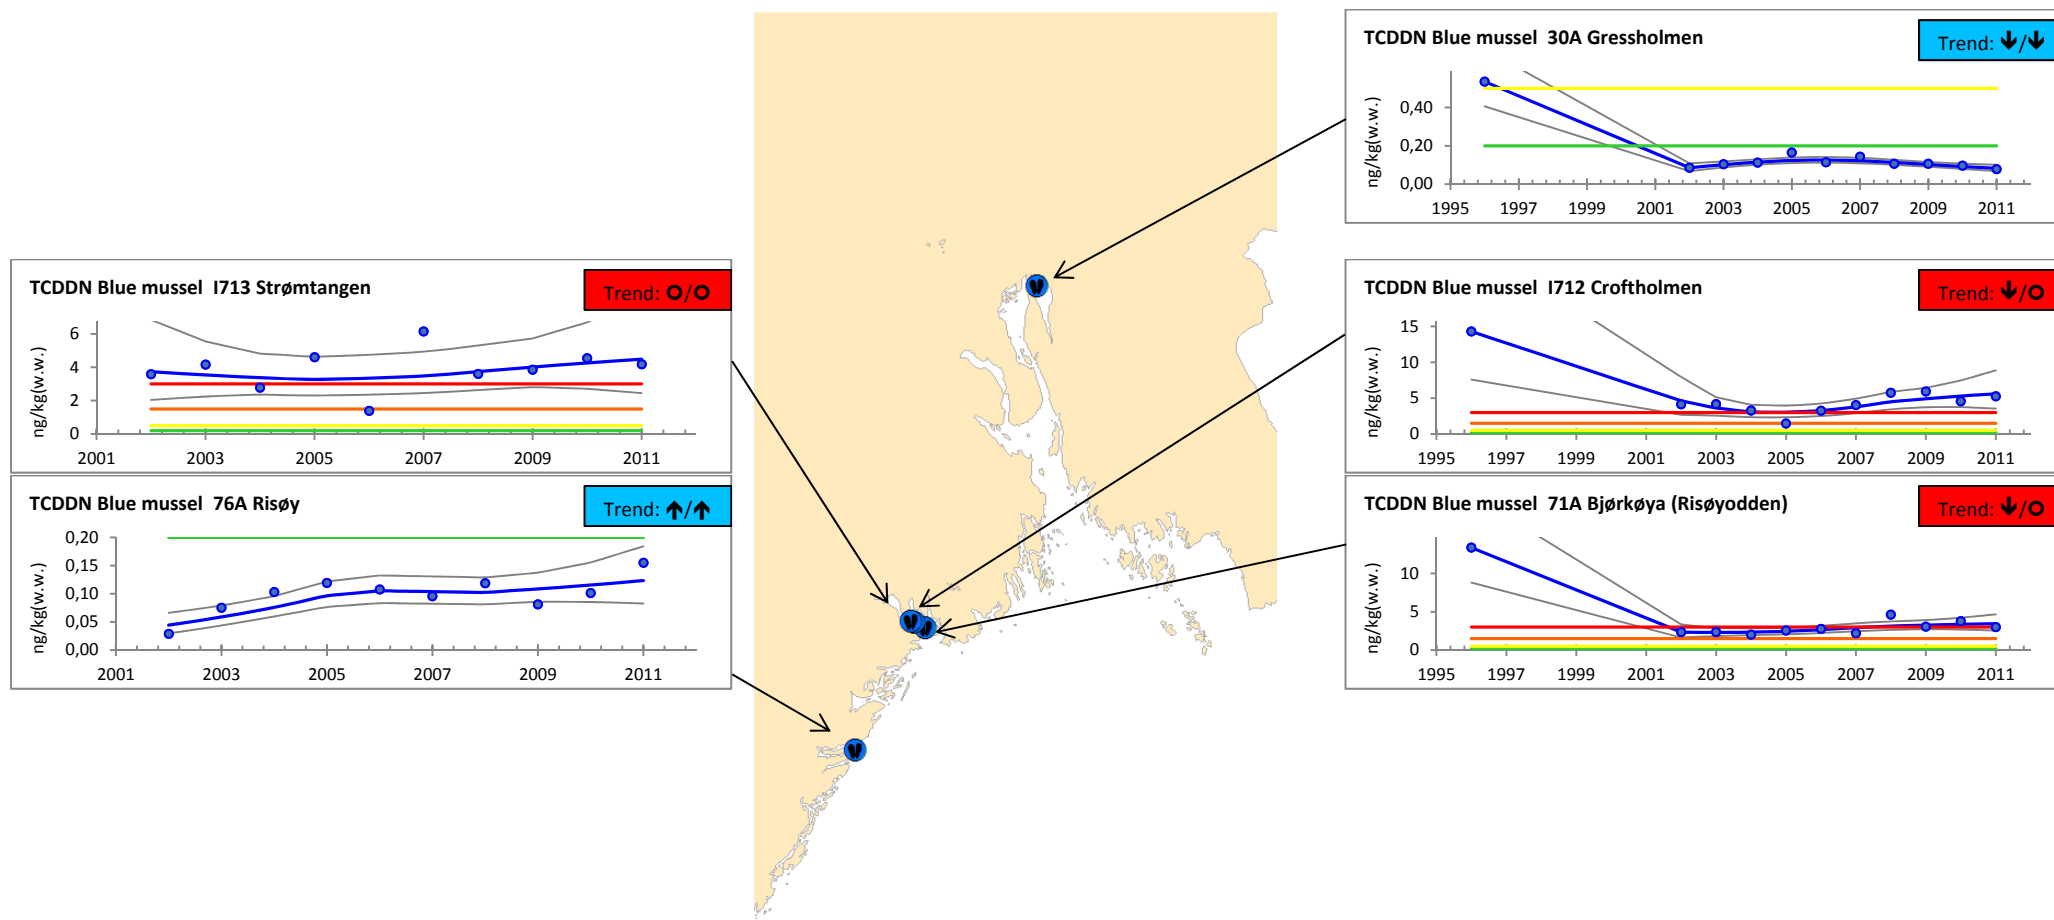 TCDDN Blue mussel 30A Gressholmen
Trend: ↓/↓
ng/kg(w.w.)
0,40
0,20
0,00
1995 1997 1999 2001 2003 2005 2007 2009 2011
TCDDN Blue mussel I713 Strømtangen
Trend: O/O
ng/kg(w.w.)
6
4
2
0
2001 2003 2005 2007 2009 2011
TCDDN Blue mussel I712 Croftholmen
Trend: ↓/O
ng/kg(w.w.)
15
10
5
0
1995 1997 1999 2001 2003 2005 2007 2009 2011
TCDDN Blue mussel 76A Risøy
Trend: ↑/↑
ng/kg(w.w.)
0,20
0,15
0,10
0,05
0,00
2001 2003 2005 2007 2009 2011
TCDDN Blue mussel 71A Bjørkøya (Risøyodden)
Trend: ↓/O
ng/kg(w.w.)
10
5
0
1995 1997 1999 2001 2003 2005 2007 2009 2011